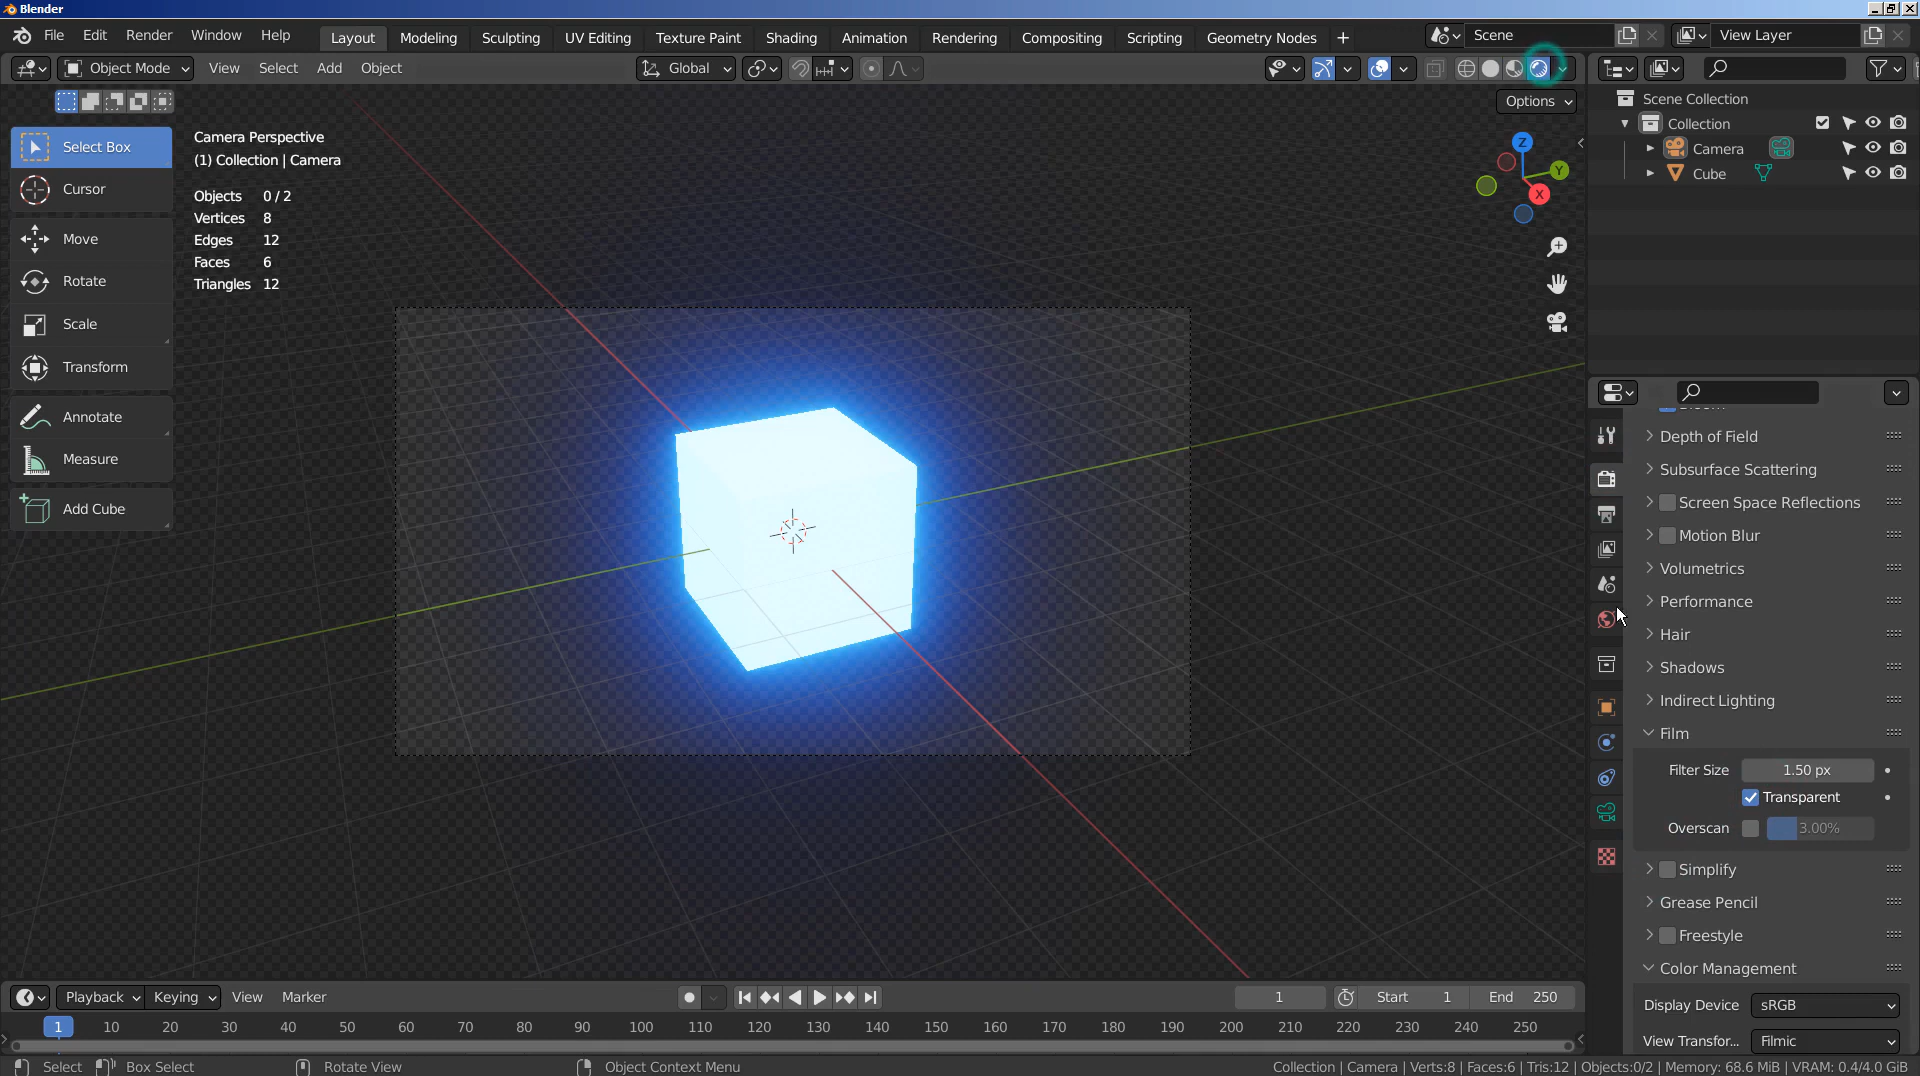 Blender
File Edit Render Window Help
Layout Modeling Sculpting UV Editing Texture Paint Shading Animation Rendering Compositing Scripting Geometry Nodes +
Scene
View Layer
Object Mode View Select Add Object
Global
Options
Select Box
Cursor
Move
Rotate
Scale
Transform
Annotate
Measure
Add Cube
Camera Perspective
(1) Collection | Camera
Objects 0 / 2
Vertices 8
Edges 12
Faces 6
Triangles 12
Z
Y
X
Scene Collection
Collection
Camera
Cube
Bloom
Depth of Field
Subsurface Scattering
Screen Space Reflections
Motion Blur
Volumetrics
Performance
Hair
Shadows
Indirect Lighting
Film
Filter Size 1.50 px
Transparent
Overscan 3.00%
Simplify
Grease Pencil
Freestyle
Color Management
Display Device sRGB
View Transfor... Filmic
Playback Keying View Marker
1 Start 1 End 250
1 10 20 30 40 50 60 70 80 90 100 110 120 130 140 150 160 170 180 190 200 210 220 230 240 250
Select Box Select Rotate View Object Context Menu
Collection | Camera | Verts:8 | Faces:6 | Tris:12 | Objects:0/2 | Memory: 68.6 MiB | VRAM: 0.4/4.0 GiB